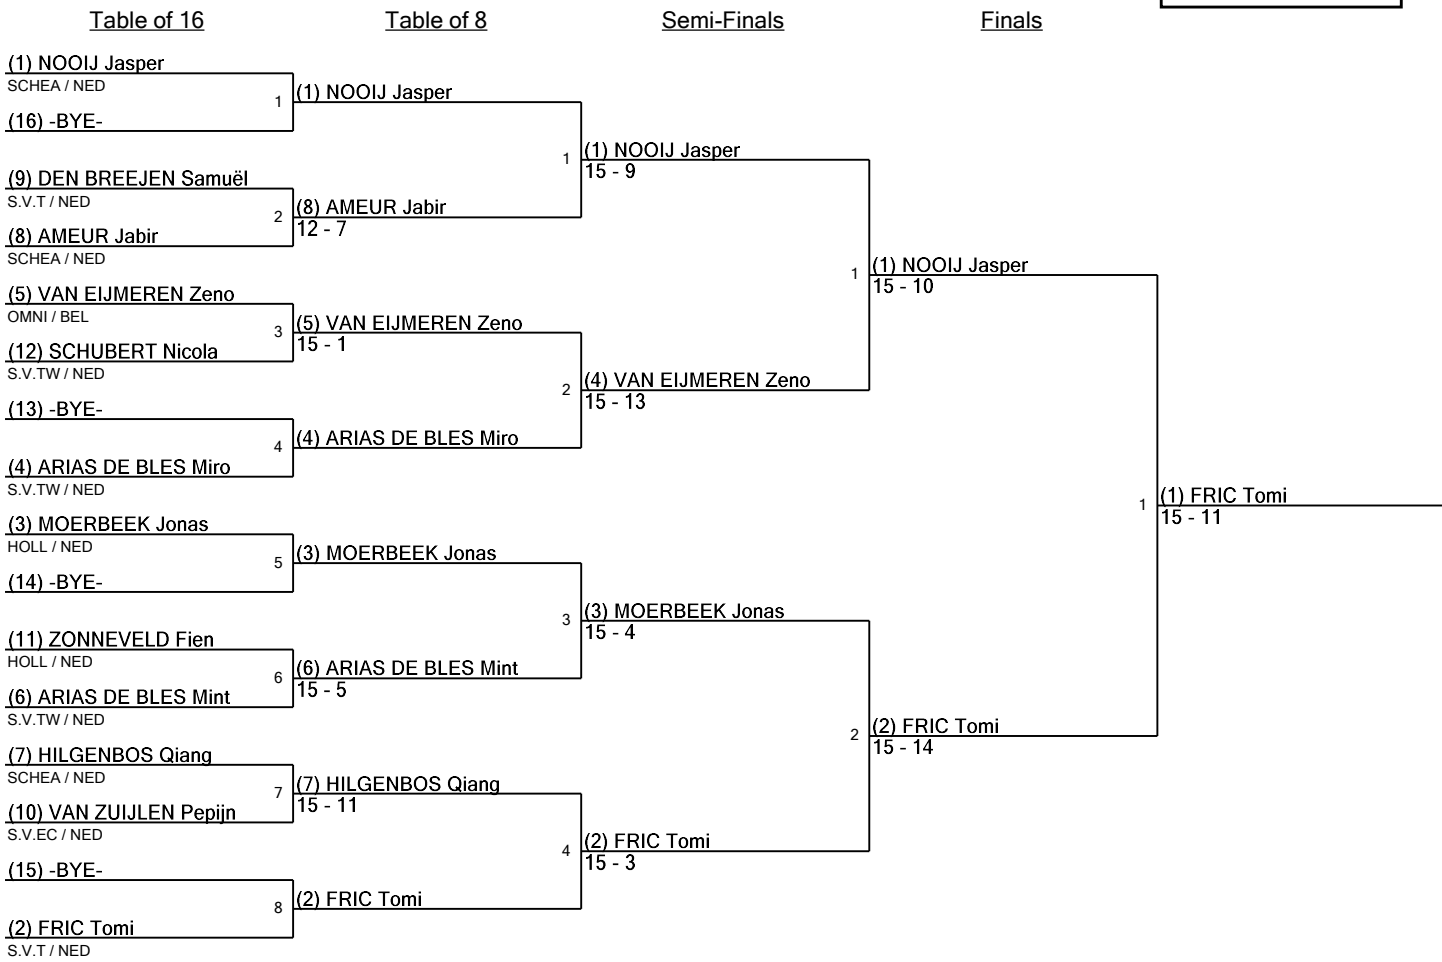 Table of 16
Table of 8
Semi-Finals
Finals
(1) NOOIJ Jasper
SCHEA / NED
1
(16) -BYE-
(9) DEN BREEJEN Samuël
S.V.T / NED
2
(8) AMEUR Jabir
SCHEA / NED
(5) VAN EIJMEREN Zeno
OMNI / BEL
3
(12) SCHUBERT Nicola
S.V.TW / NED
(13) -BYE-
4
(4) ARIAS DE BLES Miro
S.V.TW / NED
(3) MOERBEEK Jonas
HOLL / NED
5
(14) -BYE-
(11) ZONNEVELD Fien
HOLL / NED
6
(6) ARIAS DE BLES Mint
S.V.TW / NED
(7) HILGENBOS Qiang
SCHEA / NED
7
(10) VAN ZUIJLEN Pepijn
S.V.EC / NED
(15) -BYE-
8
(2) FRIC Tomi
S.V.T / NED
(1) NOOIJ Jasper
1
(8) AMEUR Jabir
12 - 7
(5) VAN EIJMEREN Zeno
15 - 1
2
(4) ARIAS DE BLES Miro
(3) MOERBEEK Jonas
3
(6) ARIAS DE BLES Mint
15 - 5
(7) HILGENBOS Qiang
15 - 11
4
(2) FRIC Tomi
(1) NOOIJ Jasper
15 - 9
1
(4) VAN EIJMEREN Zeno
15 - 13
(3) MOERBEEK Jonas
15 - 4
2
(2) FRIC Tomi
15 - 3
(1) NOOIJ Jasper
15 - 10
1
(2) FRIC Tomi
15 - 14
(1) FRIC Tomi
15 - 11